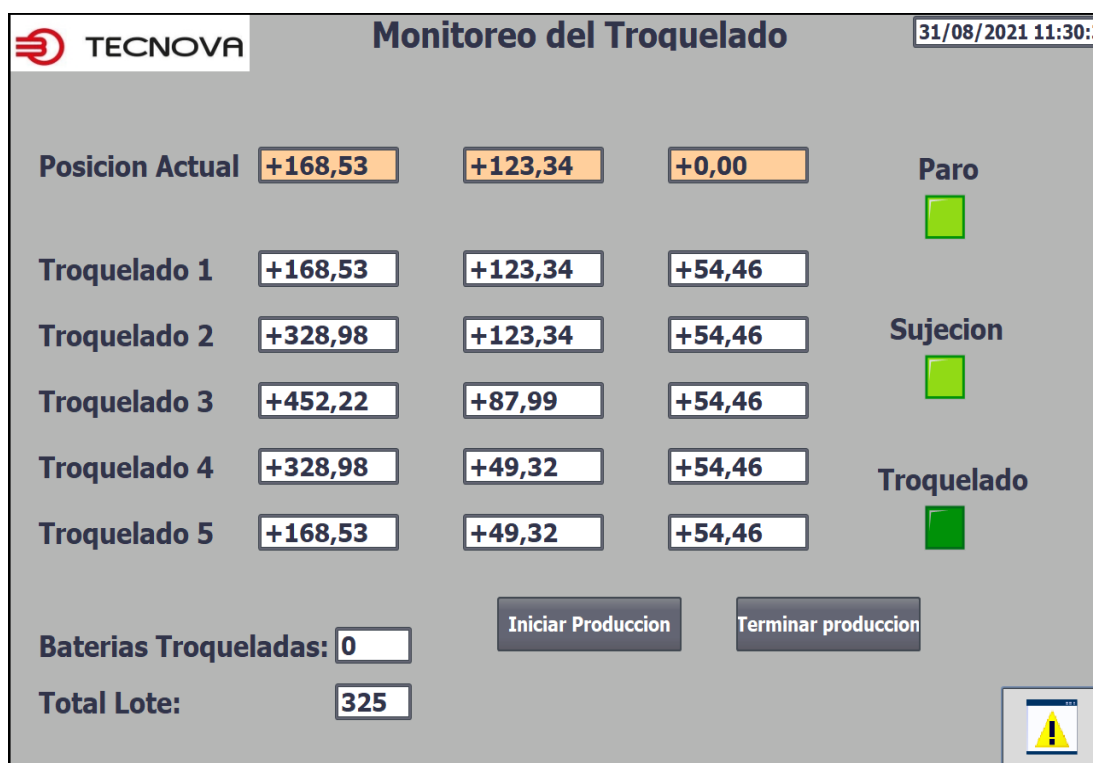 TECNOVA
Monitoreo del Troquelado
31/08/2021 11:30:
Posicion Actual +168,53 +123,34 +0,00
Paro
Troquelado 1 +168,53 +123,34 +54,46
Troquelado 2 +328,98 +123,34 +54,46
Sujecion
Troquelado 3 +452,22 +87,99 +54,46
Troquelado 4 +328,98 +49,32 +54,46
Troquelado
Troquelado 5 +168,53 +49,32 +54,46
Iniciar Produccion
Terminar produccion
Baterias Troqueladas: 0
Total Lote: 325
!